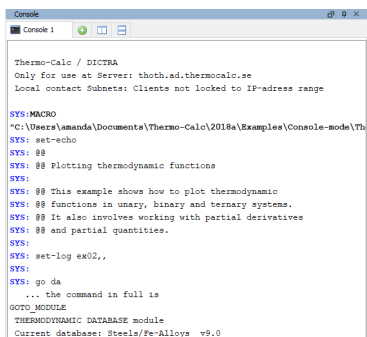 Console
Console 1
Thermo-Calc / DICTRA
Only for use at Server: thoth.ad.thermocalc.se
Local contact Subnets: Clients not locked to IP-adress range
SYS:MACRO
"C:\Users\amanda\Documents\Thermo-Calc\2018a\Examples\Console-mode\Th
SYS: set-echo
SYS: @@
SYS: @@ Plotting thermodynamic functions
SYS:
SYS: @@ This example shows how to plot thermodynamic
SYS: @@ functions in unary, binary and ternary systems.
SYS: @@ It also involves working with partial derivatives
SYS: @@ and partial quantities.
SYS:
SYS: set-log ex02,,
SYS:
SYS: go da
... the command in full is
GOTO_MODULE
THERMODYNAMIC DATABASE module
Current database: Steels/Fe-Alloys v9.0